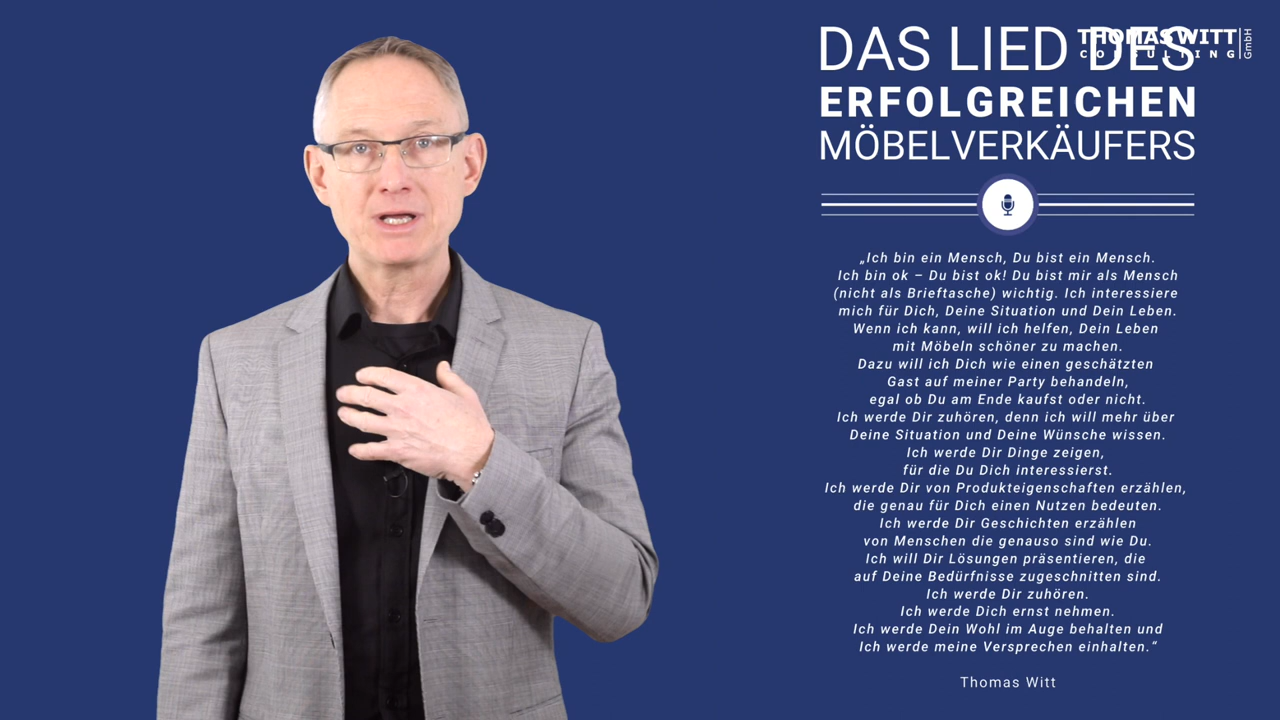 DAS LIED DES
THOMAS WITT
CONSULTING
GmbH
ERFOLGREICHEN
MÖBELVERKÄUFERS
„Ich bin ein Mensch, Du bist ein Mensch.
Ich bin ok – Du bist ok! Du bist mir als Mensch
(nicht als Brieftasche) wichtig. Ich interessiere
mich für Dich, Deine Situation und Dein Leben.
Wenn ich kann, will ich helfen, Dein Leben
mit Möbeln schöner zu machen.
Dazu will ich Dich wie einen geschätzten
Gast auf meiner Party behandeln,
egal ob Du am Ende kaufst oder nicht.
Ich werde Dir zuhören, denn ich will mehr über
Deine Situation und Deine Wünsche wissen.
Ich werde Dir Dinge zeigen,
für die Du Dich interessierst.
Ich werde Dir von Produkteigenschaften erzählen,
die genau für Dich einen Nutzen bedeuten.
Ich werde Dir Geschichten erzählen
von Menschen die genauso sind wie Du.
Ich will Dir Lösungen präsentieren, die
auf Deine Bedürfnisse zugeschnitten sind.
Ich werde Dir zuhören.
Ich werde Dich ernst nehmen.
Ich werde Dein Wohl im Auge behalten und
Ich werde meine Versprechen einhalten.“
Thomas Witt